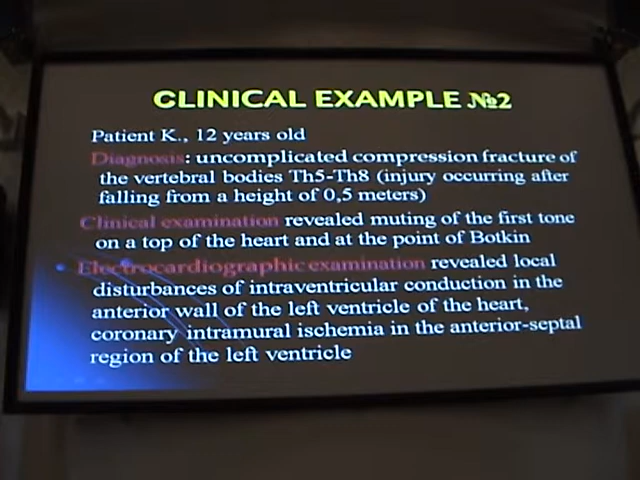 CLINICAL EXAMPLE №2
Patient K., 12 years old
Diagnosis: uncomplicated compression fracture of
the vertebral bodies Th5-Th8 (injury occurring after
falling from a height of 0,5 meters)
Clinical examination revealed muting of the first tone
on a top of the heart and at the point of Botkin
Electrocardiographic examination revealed local
disturbances of intraventricular conduction in the
anterior wall of the left ventricle of the heart,
coronary intramural ischemia in the anterior-septal
region of the left ventricle